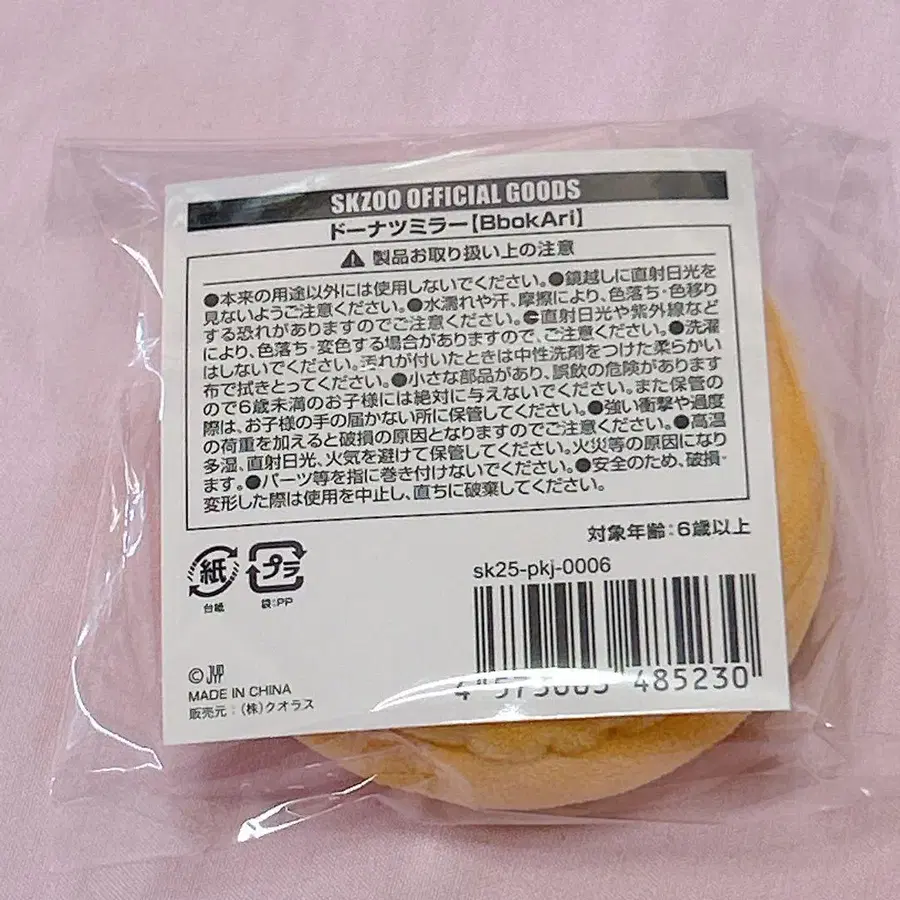 SKZOO OFFICIAL GOODS
ドーナツミラー【BbokAri】
製品お取り扱い上の注意
●本来の用途以外には使用しないでください。●鏡越しに直射日光を
見ないようご注意ください。●水濡れや汗、摩擦により、色落ち・色移り
する恐れがありますのでご注意ください。●直射日光や紫外線など
により、色落ち・変色する場合がありますので、ご注意ください。●洗濯
はしないでください。汚れが付いたときは中性洗剤をつけた柔らかい
布で拭きとってください。●小さな部品があり、誤飲の危険があります
ので6歳未満のお子様には絶対に与えないでください。また保管の
際は、お子様の手の届かない所に保管してください。●強い衝撃や過度
の荷重を加えると破損の原因となりますのでご注意ください。●高温
多湿、直射日光、火気を避けて保管してください。火災等の原因になり
ます。●パーツ等を指に巻き付けないでください。●安全のため、破損・
変形した際は使用を中止し、直ちに破棄してください。
対象年齢：6歳以上
紙
台紙
プラ
袋:PP
sk25-pkj-0006
4 573603 485230
© JYP
MADE IN CHINA
販売元：（株）クオラス